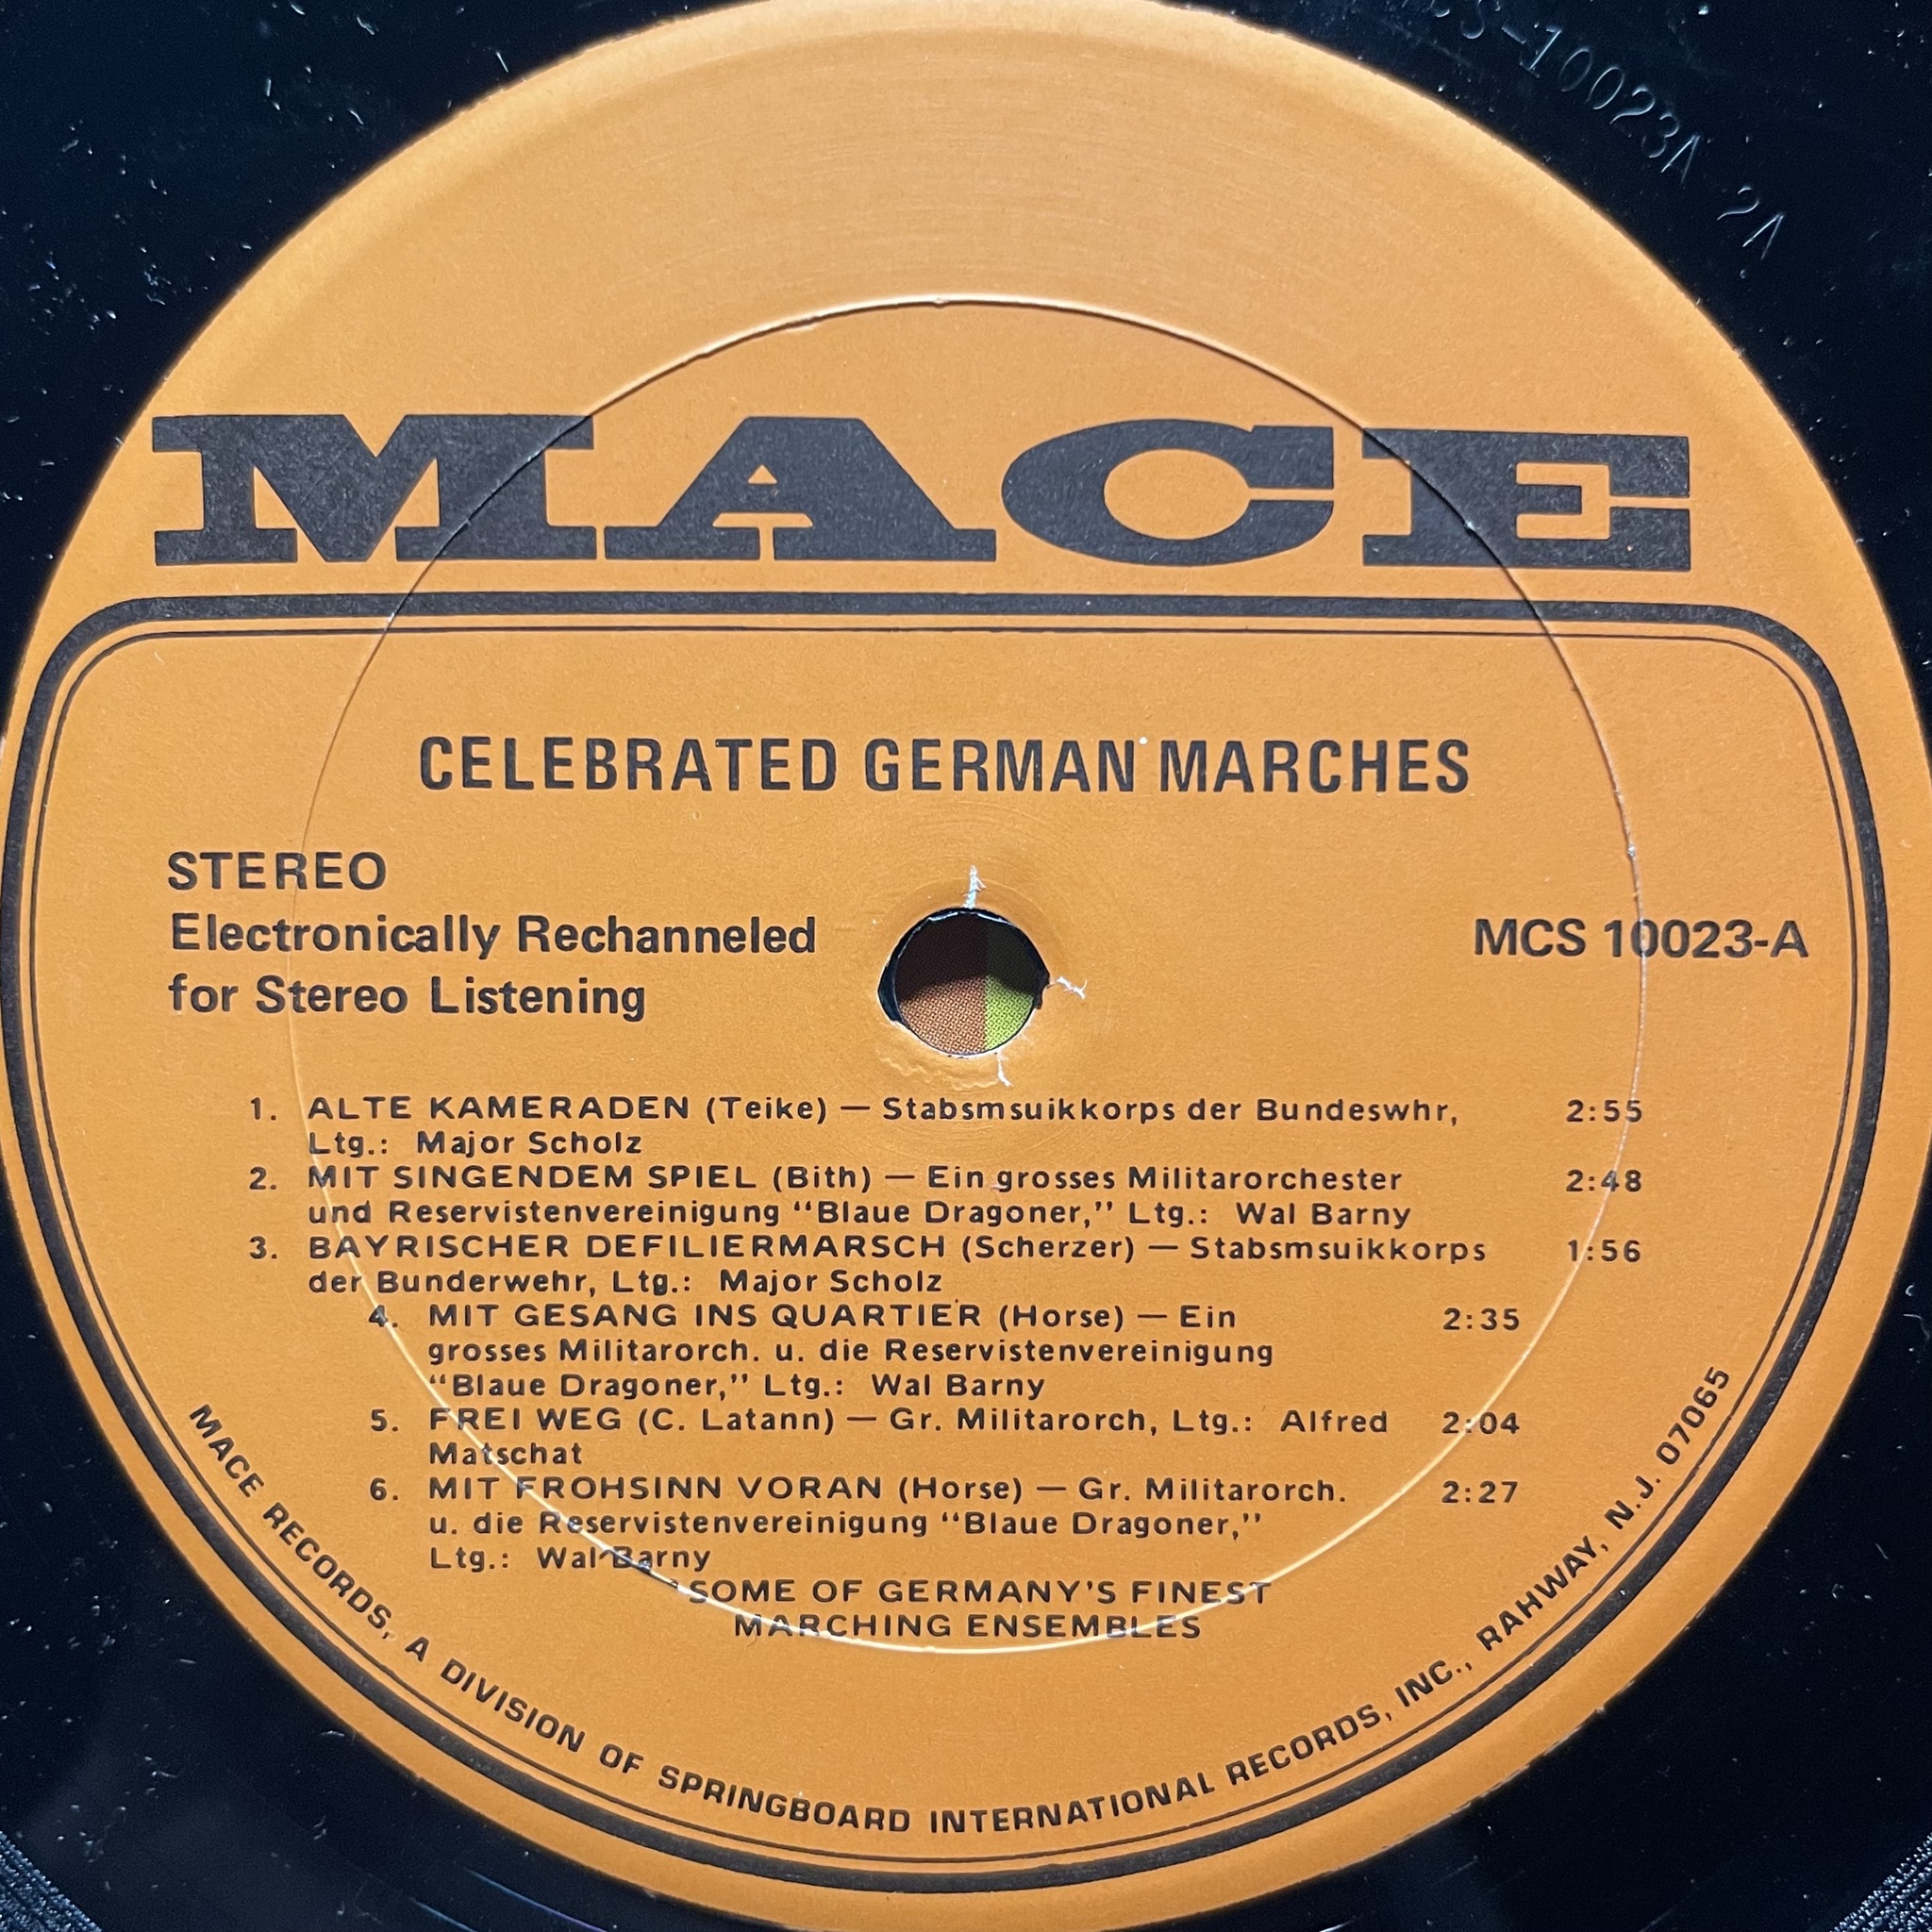 S-10023A 2A
MACE
CELEBRATED GERMAN MARCHES
STEREO
Electronically Rechanneled
for Stereo Listening
MCS 10023-A
1. ALTE KAMERADEN (Teike) — Stabsmsuikkorps der Bundeswhr, 2:55
Ltg.: Major Scholz
2. MIT SINGENDEM SPIEL (Bith) — Ein grosses Militarorchester 2:48
und Reservistenvereinigung “Blaue Dragoner,” Ltg.: Wal Barny
3. BAYRISCHER DEFILIERMARSCH (Scherzer) — Stabsmsuikkorps 1:56
der Bunderwehr, Ltg.: Major Scholz
4. MIT GESANG INS QUARTIER (Horse) — Ein 2:35
grosses Militarorch. u. die Reservistenvereinigung
“Blaue Dragoner,” Ltg.: Wal Barny
5. FREI WEG (C. Latann) — Gr. Militarorch, Ltg.: Alfred 2:04
Matschat
6. MIT FROHSINN VORAN (Horse) — Gr. Militarorch. 2:27
u. die Reservistenvereinigung “Blaue Dragoner,”
Ltg.: Wal Barny
SOME OF GERMANY'S FINEST
MARCHING ENSEMBLES
MACE RECORDS, A DIVISION OF SPRINGBOARD INTERNATIONAL RECORDS, INC., RAHWAY, N.J. 07065